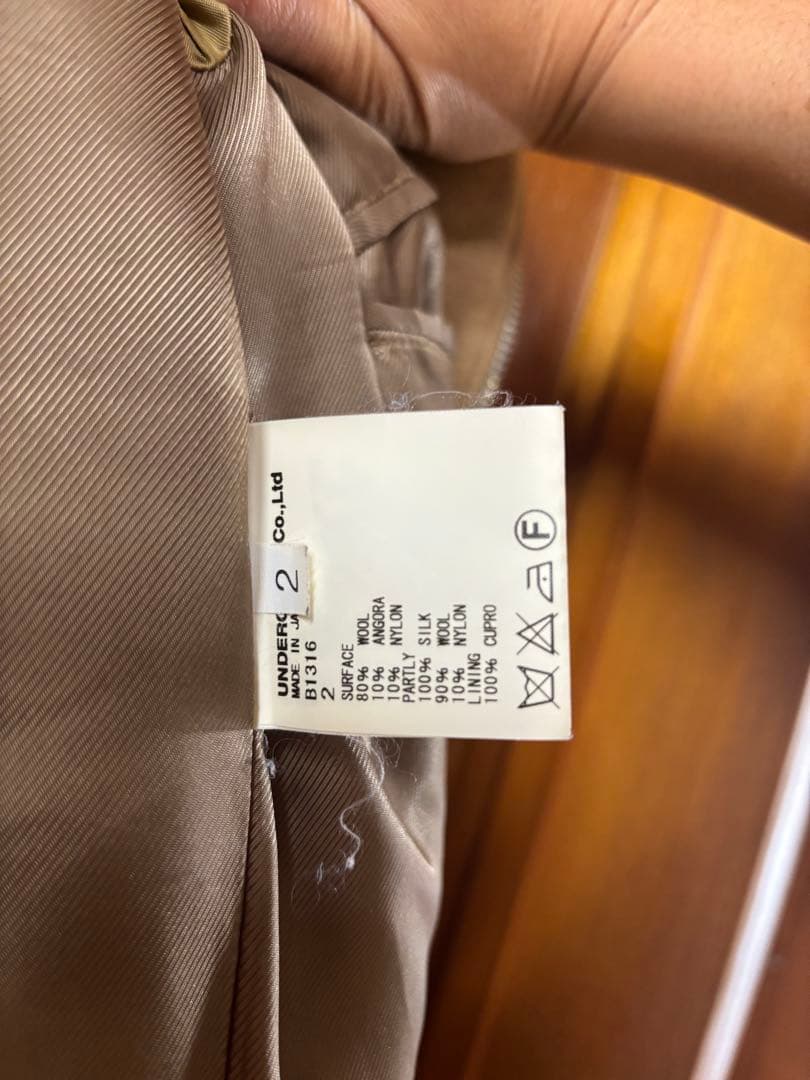 UNDERC Co.,Ltd
MADE IN JA
2
B1316
2
SURFACE
80% WOOL
10% ANGORA
10% NYLON
PARTLY
100% SILK
90% WOOL
10% NYLON
LINING
100% CUPRO
F